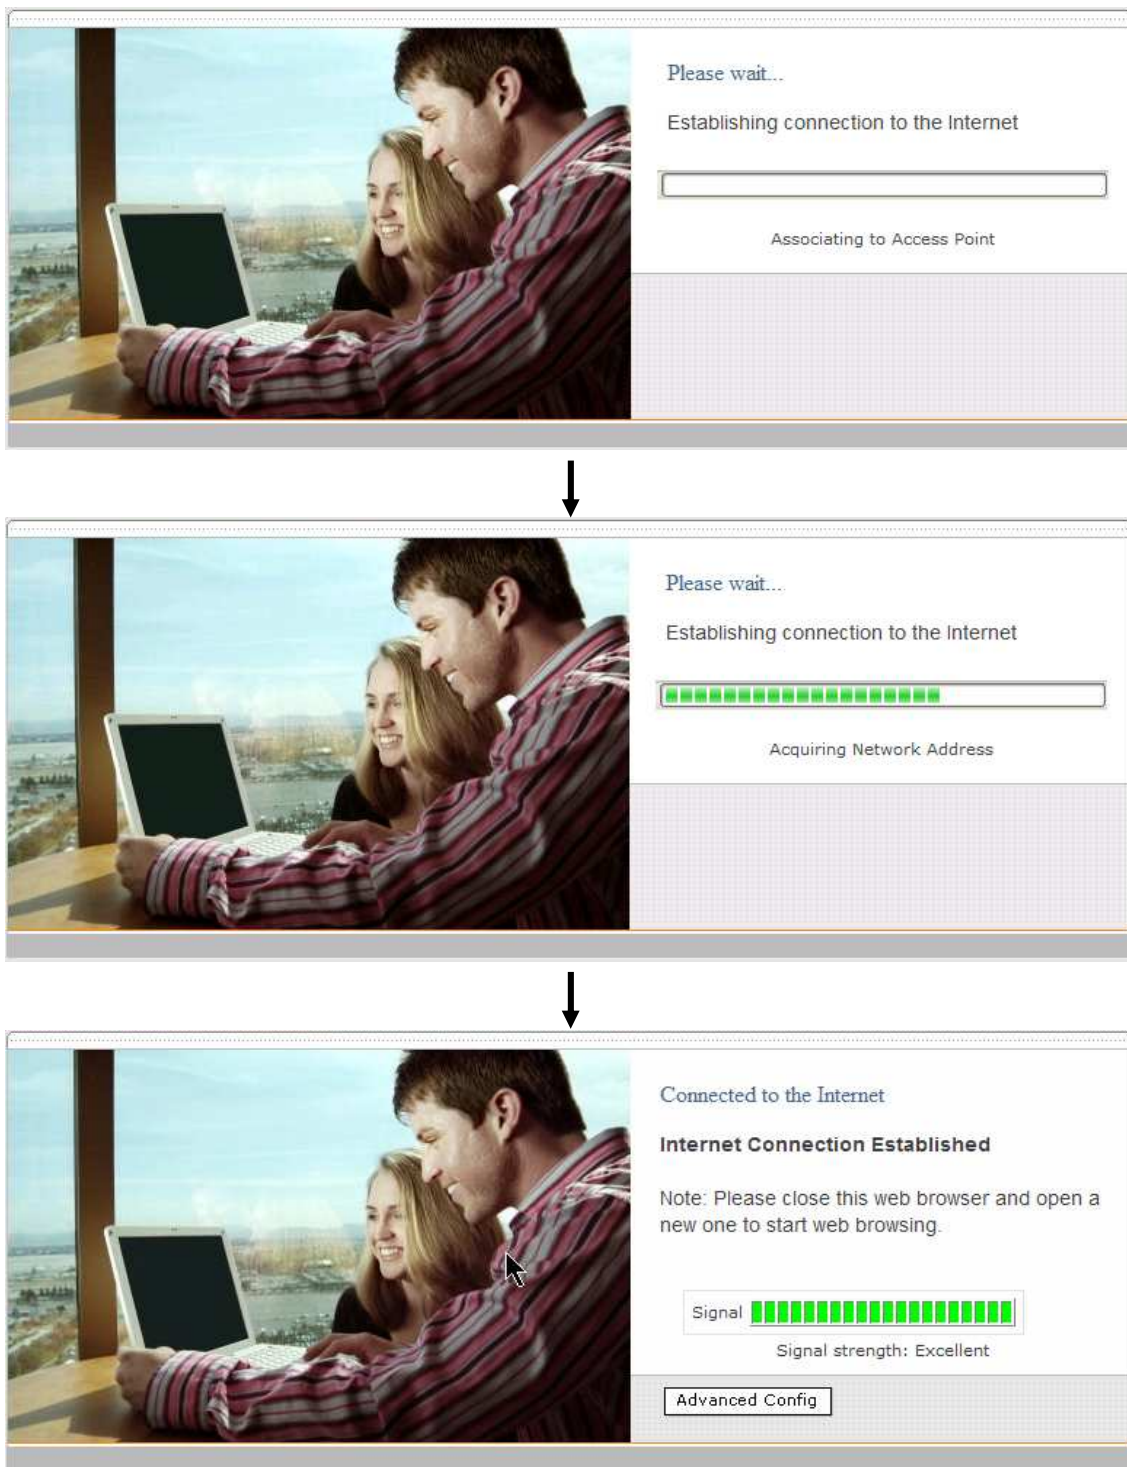 Please wait...
Establishing connection to the Internet
Associating to Access Point
Please wait...
Establishing connection to the Internet
Acquiring Network Address
Connected to the Internet
Internet Connection Established
Note: Please close this web browser and open a
new one to start web browsing.
Signal
Signal strength: Excellent
Advanced Config